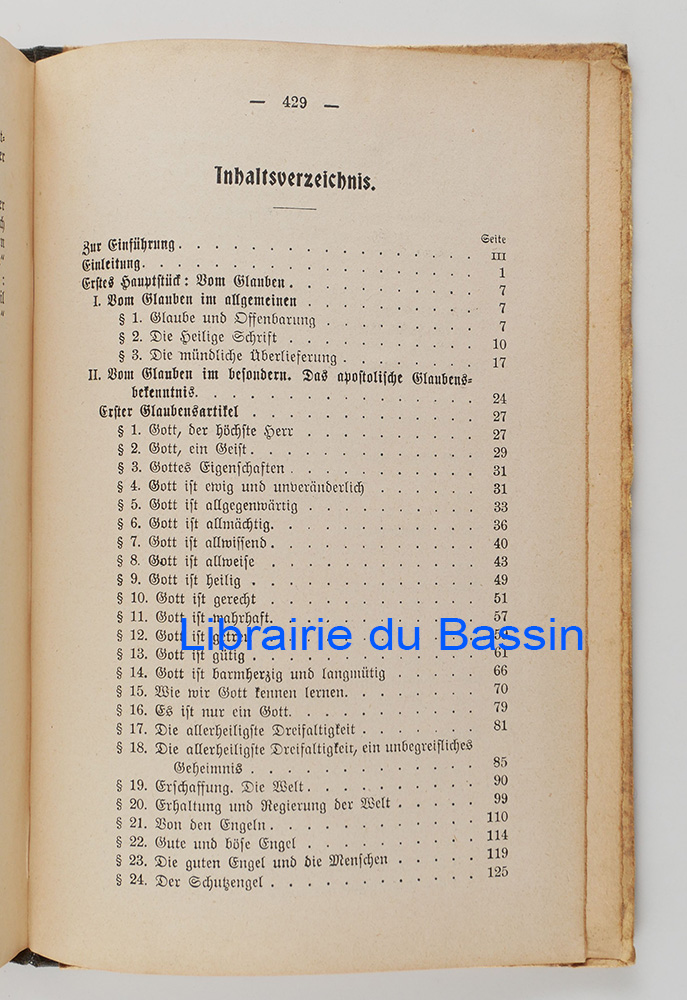 — 429 —
Inhaltsverzeichnis.
Seite
Zur Einführung . . . . . . . . . . . . . . . III
Einleitung. . . . . . . . . . . . . . . . . 1
Erstes Hauptstück: Vom Glauben . . . . . . . . . 7
I. Vom Glauben im allgemeinen . . . . . . . . . 7
§ 1. Glaube und Offenbarung . . . . . . . . 7
§ 2. Die Heilige Schrift . . . . . . . . . . 10
§ 3. Die mündliche Überlieferung . . . . . . . 17
II. Vom Glauben im besondern. Das apostolische Glaubens-
bekenntnis. . . . . . . . . . . . . . . 24
Erster Glaubensartikel . . . . . . . . . . . 27
§ 1. Gott, der höchste Herr . . . . . . . . . 27
§ 2. Gott, ein Geist . . . . . . . . . . . . 29
§ 3. Gottes Eigenschaften . . . . . . . . . . 31
§ 4. Gott ist ewig und unveränderlich . . . . . . 31
§ 5. Gott ist allgegenwärtig . . . . . . . . . 33
§ 6. Gott ist allmächtig. . . . . . . . . . . 36
§ 7. Gott ist allwissend . . . . . . . . . . . 40
§ 8. Gott ist allweise . . . . . . . . . . . 43
§ 9. Gott ist heilig . . . . . . . . . . . . 49
§ 10. Gott ist gerecht . . . . . . . . . . . 51
§ 11. Gott ist wahrhaft. . . . . . . . . . . 57
§ 12. Gott ist getreu
Librairie du Bassin
§ 13. Gott ist gütig . . . . . . . . . . . . 61
§ 14. Gott ist barmherzig und langmütig . . . . . 66
§ 15. Wie wir Gott kennen lernen. . . . . . . . 70
§ 16. Es ist nur ein Gott. . . . . . . . . . . 79
§ 17. Die allerheiligste Dreifaltigkeit . . . . . . 81
§ 18. Die allerheiligste Dreifaltigkeit, ein unbegreifliches
Geheimnis . . . . . . . . . . . . . 85
§ 19. Erschaffung. Die Welt . . . . . . . . . 90
§ 20. Erhaltung und Regierung der Welt . . . . . 99
§ 21. Von den Engeln . . . . . . . . . . . 110
§ 22. Gute und böse Engel . . . . . . . . . 114
§ 23. Die guten Engel und die Menschen . . . . . 119
§ 24. Der Schutzengel . . . . . . . . . . . 125